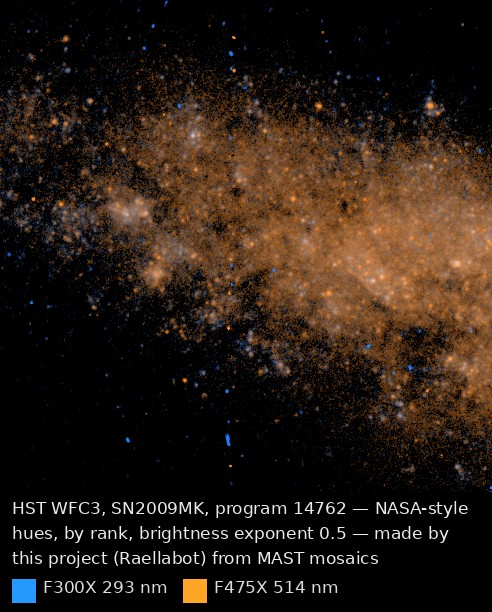 HST WFC3, SN2009MK, program 14762 — NASA-style
hues, by rank, brightness exponent 0.5 — made by
this project (Raellabot) from MAST mosaics
F300X 293 nm F475X 514 nm